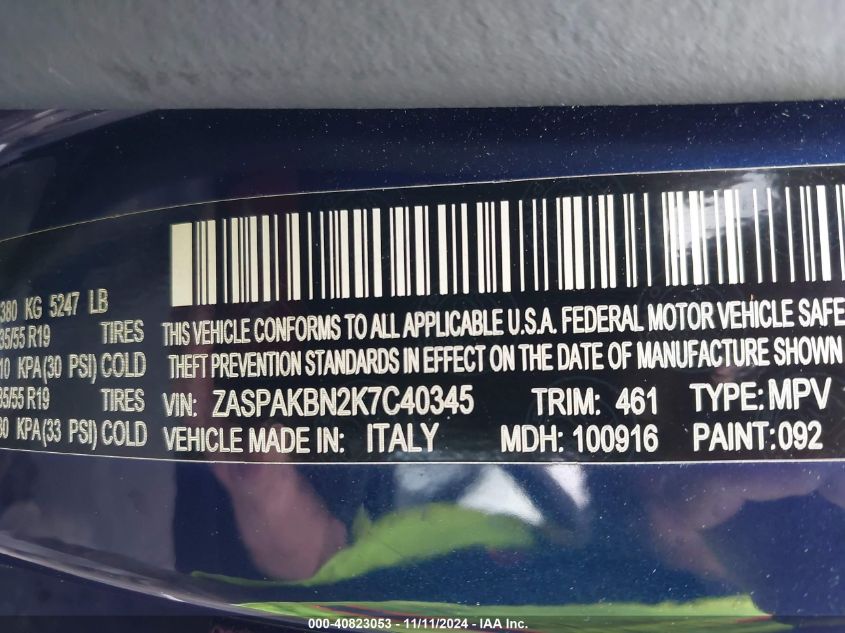 380 KG 5247 LB
35/55 R19 TIRES
10 KPA(30 PSI) COLD
35/55 R19 TIRES
30 KPA(33 PSI) COLD
THIS VEHICLE CONFORMS TO ALL APPLICABLE U.S.A. FEDERAL MOTOR VEHICLE SAFE
THEFT PREVENTION STANDARDS IN EFFECT ON THE DATE OF MANUFACTURE SHOWN
VIN: ZASPAKBN2K7C40345 TRIM: 461 TYPE: MPV
VEHICLE MADE IN: ITALY MDH: 100916 PAINT: 092
000-40823053 - 11/11/2024 - IAA Inc.